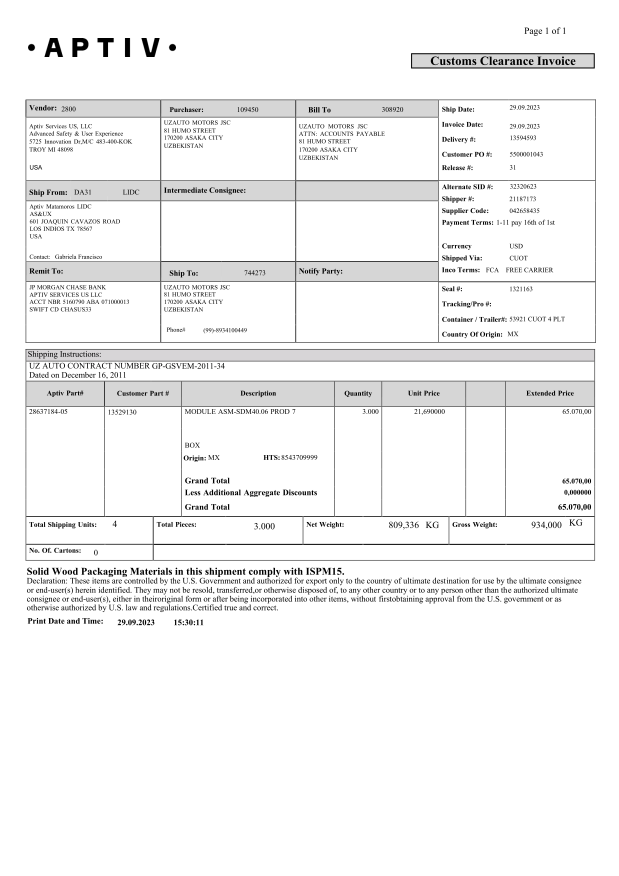 Page 1 of 1
• A P T I V •
Customs Clearance Invoice
Vendor: 2800
Aptiv Services US, LLC
Advanced Safety & User Experience
5725 Innovation Dr,M/C 483-400-KOK
TROY MI 48098
USA
Purchaser: 109450
UZAUTO MOTORS JSC
81 HUMO STREET
170200 ASAKA CITY
UZBEKISTAN
Bill To 308920
UZAUTO MOTORS JSC
ATTN: ACCOUNTS PAYABLE
81 HUMO STREET
170200 ASAKA CITY
UZBEKISTAN
Ship Date: 29.09.2023
Invoice Date: 29.09.2023
Delivery #: 13594593
Customer PO #: 5500001043
Release #: 31
Ship From: DA31 LIDC
Aptiv Matamoros LIDC
AS&UX
601 JOAQUIN CAVAZOS ROAD
LOS INDIOS TX 78567
USA
Contact: Gabriela Francisco
Intermediate Consignee:
Alternate SID #: 32320623
Shipper #: 21187173
Supplier Code: 042658435
Payment Terms: 1-11 pay 16th of 1st
Currency USD
Shipped Via: CUOT
Inco Terms: FCA FREE CARRIER
Remit To:
JP MORGAN CHASE BANK
APTIV SERVICES US LLC
ACCT NBR 5160790 ABA 071000013
SWIFT CD CHASUS33
Ship To: 744273
UZAUTO MOTORS JSC
81 HUMO STREET
170200 ASAKA CITY
UZBEKISTAN
Phone# (99)-8934100449
Notify Party:
Seal #: 1321163
Tracking/Pro #:
Container / Trailer#: 53921 CUOT 4 PLT
Country Of Origin: MX
Shipping Instructions:
UZ AUTO CONTRACT NUMBER GP-GSVEM-2011-34
Dated on December 16, 2011
Aptiv Part# Customer Part # Description Quantity Unit Price Extended Price
28637184-05 13529130 MODULE ASM-SDM40.06 PROD 7 3.000 21,690000 65.070,00
BOX
Origin: MX HTS: 8543709999
Grand Total 65.070,00
Less Additional Aggregate Discounts 0,000000
Grand Total 65.070,00
Total Shipping Units: 4 Total Pieces: 3.000 Net Weight: 809,336 KG Gross Weight: 934,000 KG
No. Of. Cartons: 0
Solid Wood Packaging Materials in this shipment comply with ISPM15.
Declaration: These items are controlled by the U.S. Government and authorized for export only to the country of ultimate destination for use by the ultimate consignee
or end-user(s) herein identified. They may not be resold, transferred,or otherwise disposed of, to any other country or to any person other than the authorized ultimate
consignee or end-user(s), either in theiroriginal form or after being incorporated into other items, without firstobtaining approval from the U.S. government or as
otherwise authorized by U.S. law and regulations.Certified true and correct.
Print Date and Time: 29.09.2023 15:30:11